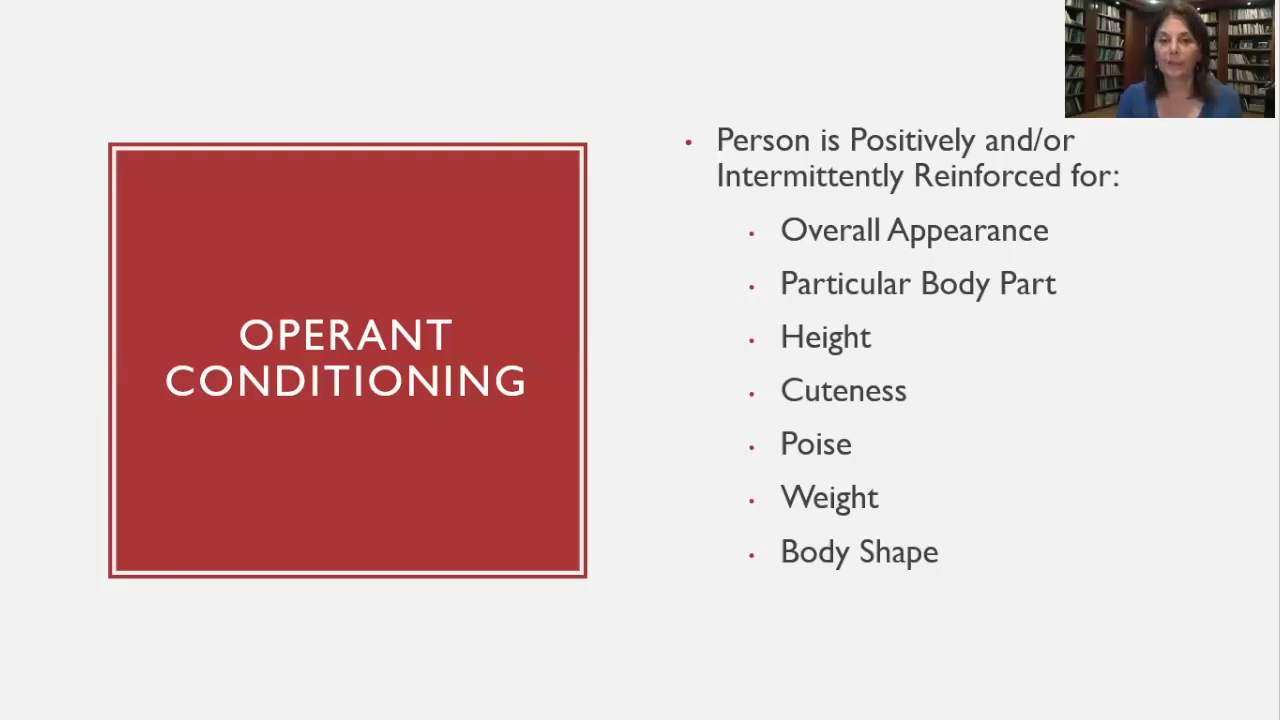 OPERANT
CONDITIONING
• Person is Positively and/or
Intermittently Reinforced for:
• Overall Appearance
• Particular Body Part
• Height
• Cuteness
• Poise
• Weight
• Body Shape